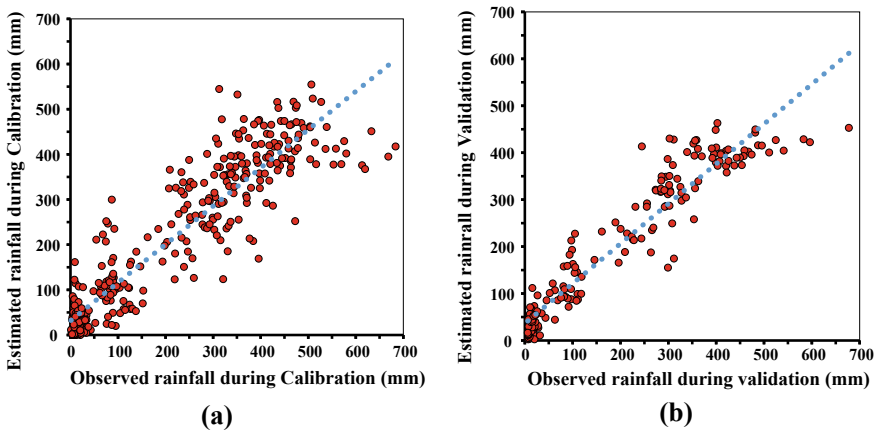 700
600
500
400
300
200
100
0
Estimated rainfall during Calibration (mm)
0 100 200 300 400 500 600 700
Observed rainfall during Calibration (mm)
(a)
700
600
500
400
300
200
100
0
Estimated rainrall during Validation (mm)
0 100 200 300 400 500 600 700
Observed rainfall during validation (mm)
(b)